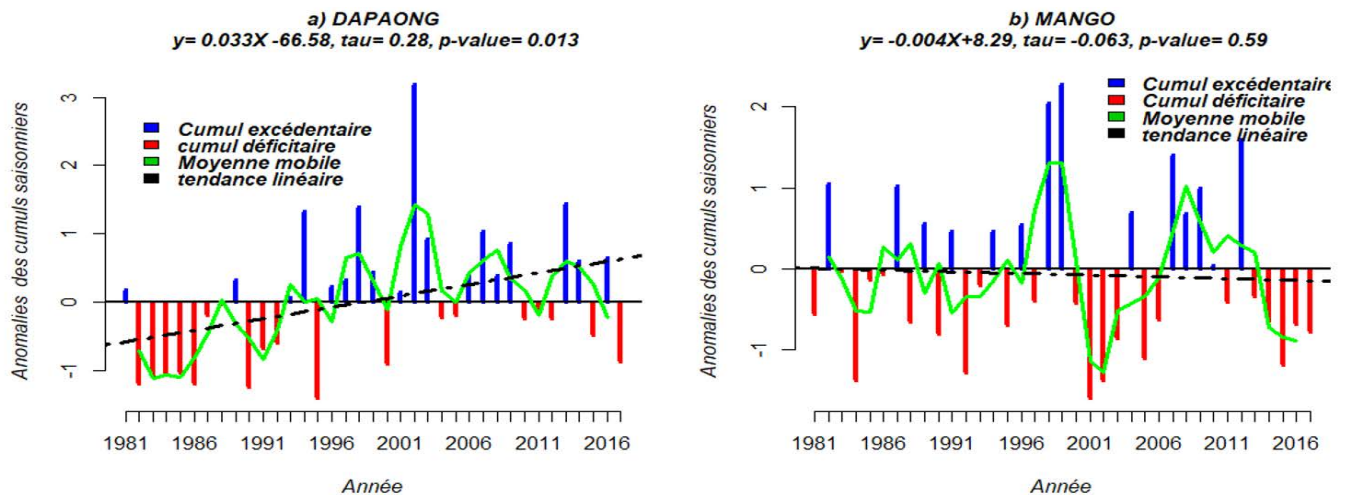 a) DAPAONG
y= 0.033X -66.58, tau= 0.28, p-value= 0.013
Anomalies des cumuls saisonniers
3
2
1
0
-1
Cumul excédentaire
cumul déficitaire
Moyenne mobile
tendance linéaire
1981 1986 1991 1996 2001 2006 2011 2016
Année
b) MANGO
y= -0.004X+8.29, tau= -0.063, p-value= 0.59
Anomalies des cumuls saisonniers
2
1
0
-1
Cumul excédentaire
Cumul déficitaire
Moyenne mobile
tendance linéaire
1981 1986 1991 1996 2001 2006 2011 2016
Année